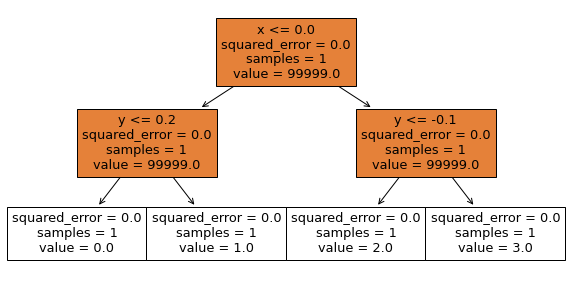 x <= 0.0
squared_error = 0.0
samples = 1
value = 99999.0
y <= 0.2
squared_error = 0.0
samples = 1
value = 99999.0
y <= -0.1
squared_error = 0.0
samples = 1
value = 99999.0
squared_error = 0.0
samples = 1
value = 0.0
squared_error = 0.0
samples = 1
value = 1.0
squared_error = 0.0
samples = 1
value = 2.0
squared_error = 0.0
samples = 1
value = 3.0